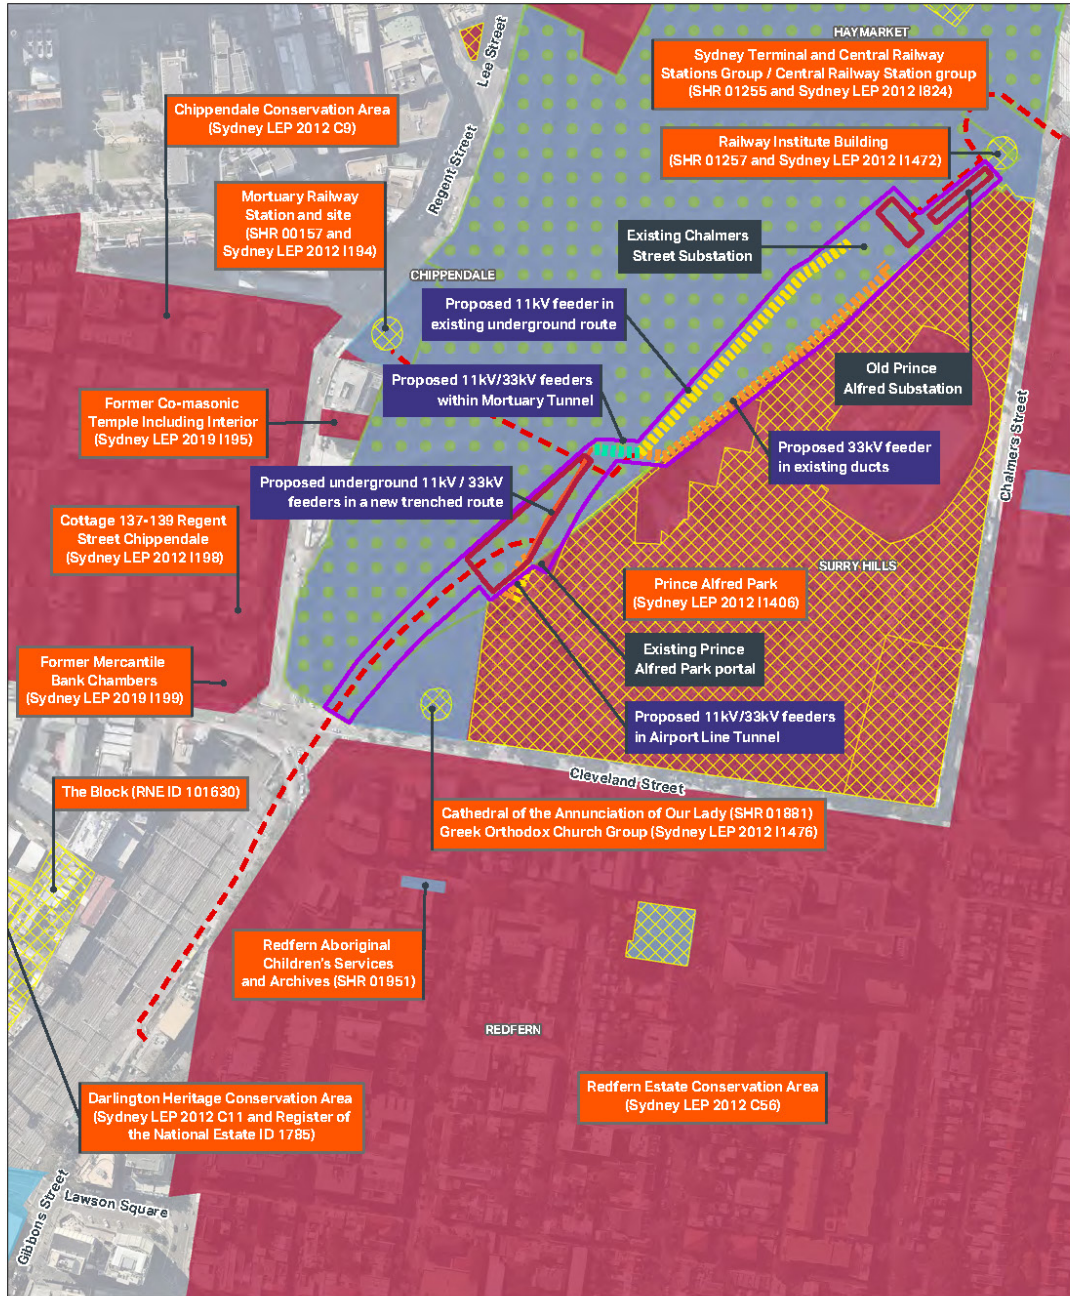 HAYMARKET
Lee Street
Sydney Terminal and Central Railway
Stations Group / Central Railway Station group
(SHR 01255 and Sydney LEP 2012 I824)
Chippendale Conservation Area
(Sydney LEP 2012 C9)
Railway Institute Building
(SHR 01257 and Sydney LEP 2012 I1472)
Regent Street
Mortuary Railway
Station and site
(SHR 00157 and
Sydney LEP 2012 I194)
Existing Chalmers
Street Substation
CHIPPENDALE
Proposed 11kV feeder in
existing underground route
Old Prince
Alfred Substation
Proposed 11kV/33kV feeders
within Mortuary Tunnel
Former Co-masonic
Temple Including Interior
(Sydney LEP 2019 I195)
Chalmers Street
Proposed 33kV feeder
in existing ducts
Proposed underground 11kV / 33kV
feeders in a new trenched route
Cottage 137-139 Regent
Street Chippendale
(Sydney LEP 2012 I198)
SURRY HILLS
Prince Alfred Park
(Sydney LEP 2012 I1406)
Existing Prince
Alfred Park portal
Former Mercantile
Bank Chambers
(Sydney LEP 2019 I199)
Proposed 11kV/33kV feeders
in Airport Line Tunnel
Cleveland Street
The Block (RNE ID 101630)
Cathedral of the Annunciation of Our Lady (SHR 01881)
Greek Orthodox Church Group (Sydney LEP 2012 I1476)
Redfern Aboriginal
Children's Services
and Archives (SHR 01951)
REDFERN
Redfern Estate Conservation Area
(Sydney LEP 2012 C56)
Darlington Heritage Conservation Area
(Sydney LEP 2012 C11 and Register of
the National Estate ID 1785)
Gibbons Street
Lawson Square